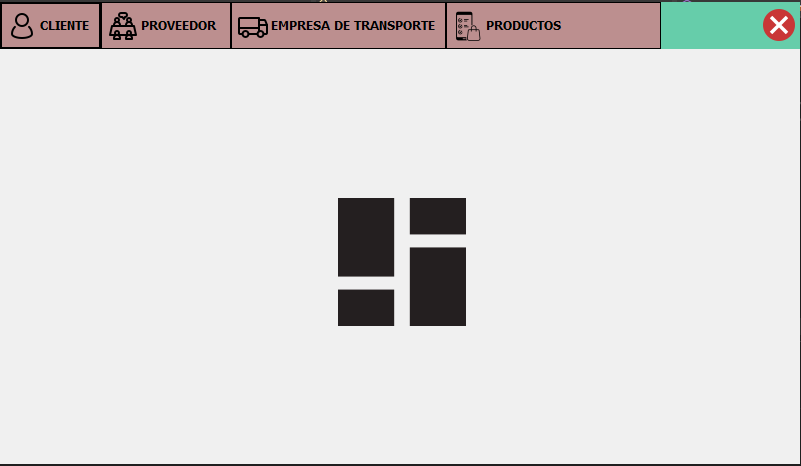 CLIENTE PROVEEDOR EMPRESA DE TRANSPORTE PRODUCTOS